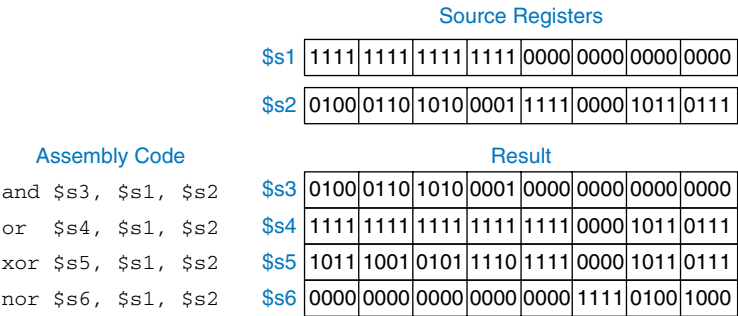 Source Registers
$s1 1111 1111 1111 1111 0000 0000 0000 0000
$s2 0100 0110 1010 0001 1111 0000 1011 0111
Assembly Code Result
and $s3, $s1, $s2 $s3 0100 0110 1010 0001 0000 0000 0000 0000
or $s4, $s1, $s2 $s4 1111 1111 1111 1111 1111 0000 1011 0111
xor $s5, $s1, $s2 $s5 1011 1001 0101 1110 1111 0000 1011 0111
nor $s6, $s1, $s2 $s6 0000 0000 0000 0000 0000 1111 0100 1000